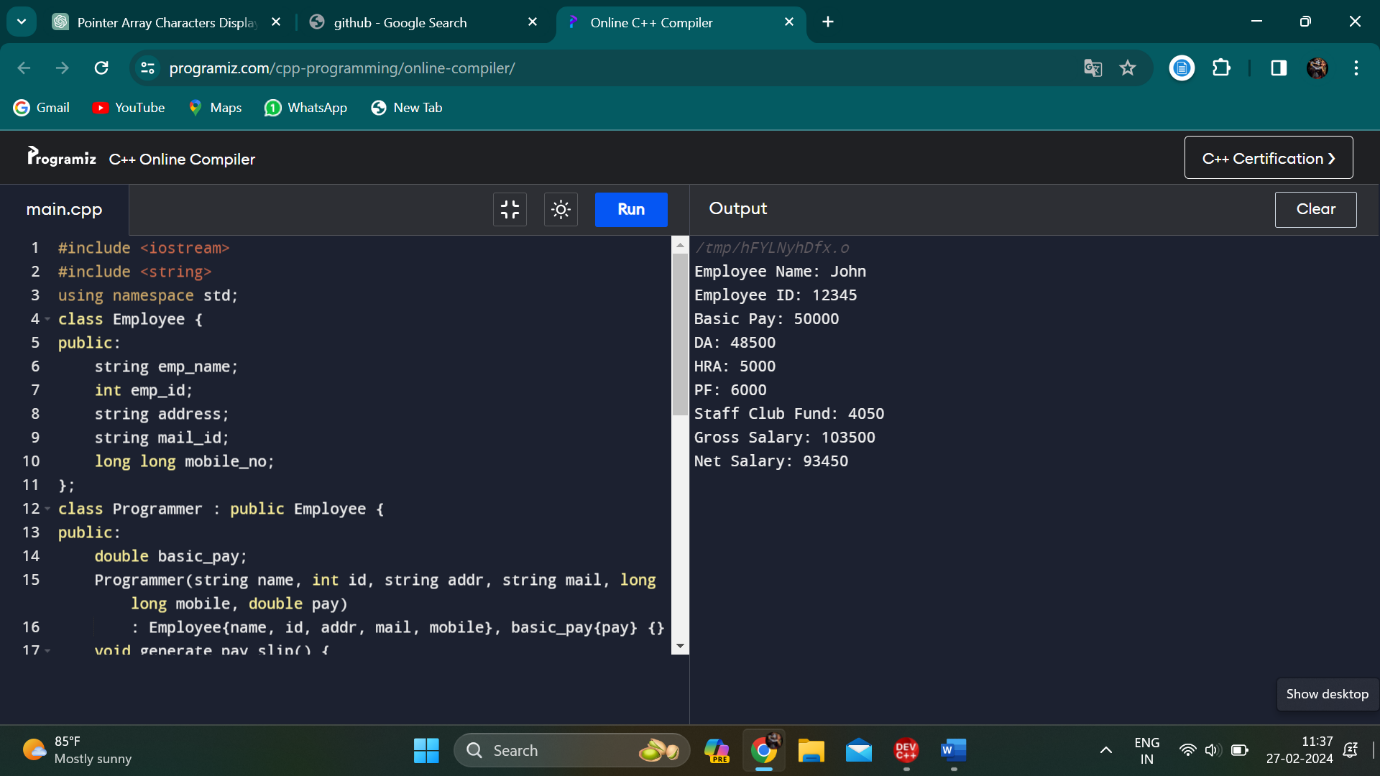 Pointer Array Characters Displa
github - Google Search
Online C++ Compiler
programiz.com/cpp-programming/online-compiler/
Gmail
YouTube
Maps
WhatsApp
New Tab
Programiz
C++ Online Compiler
C++ Certification
main.cpp
Run
Output
Clear
1 #include <iostream>
2 #include <string>
3 using namespace std;
4 class Employee {
5 public:
6 string emp_name;
7 int emp_id;
8 string address;
9 string mail_id;
10 long long mobile_no;
11 };
12 class Programmer : public Employee {
13 public:
14 double basic_pay;
15 Programmer(string name, int id, string addr, string mail, long
long mobile, double pay)
16 : Employee{name, id, addr, mail, mobile}, basic_pay{pay} {}
17 void generate_pay_slip() {
/tmp/hFYLNyhDfx.o
Employee Name: John
Employee ID: 12345
Basic Pay: 50000
DA: 48500
HRA: 5000
PF: 6000
Staff Club Fund: 4050
Gross Salary: 103500
Net Salary: 93450
Show desktop
85°F
Mostly sunny
Search
PRE
DEV
C++
W
ENG
IN
11:37
27-02-2024